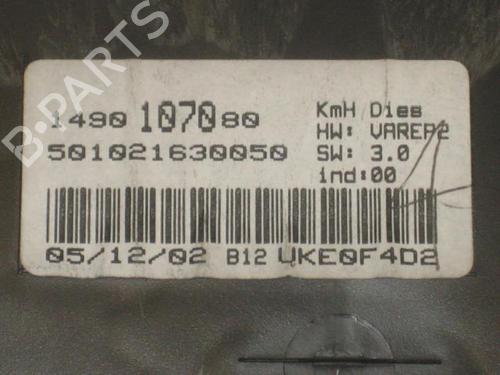 B-PARTS
1490 1070 80
501021630050
KmH Dies
HW: VAREP2
SW: 3.0
ind:00
05/12/02 B12 UKE0F4D2